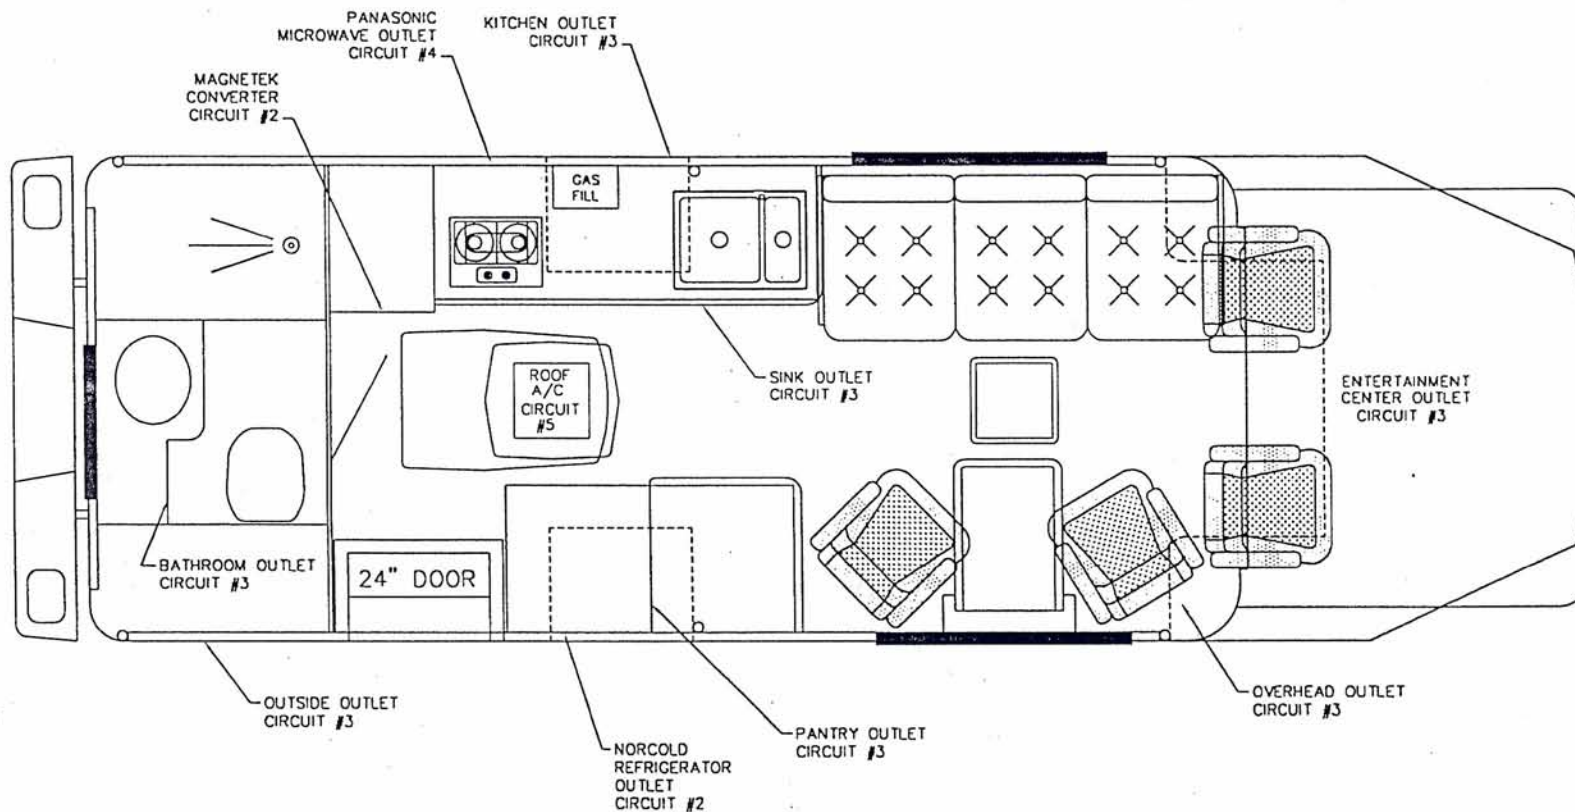 PANASONIC
MICROWAVE OUTLET
CIRCUIT #4
KITCHEN OUTLET
CIRCUIT #3
MAGNETEK
CONVERTER
CIRCUIT #2
GAS
FILL
ROOF
A/C
CIRCUIT
#5
SINK OUTLET
CIRCUIT #3
ENTERTAINMENT
CENTER OUTLET
CIRCUIT #3
BATHROOM OUTLET
CIRCUIT #3
24" DOOR
OUTSIDE OUTLET
CIRCUIT #3
NORCOLD
REFRIGERATOR
OUTLET
CIRCUIT #2
PANTRY OUTLET
CIRCUIT #3
OVERHEAD OUTLET
CIRCUIT #3